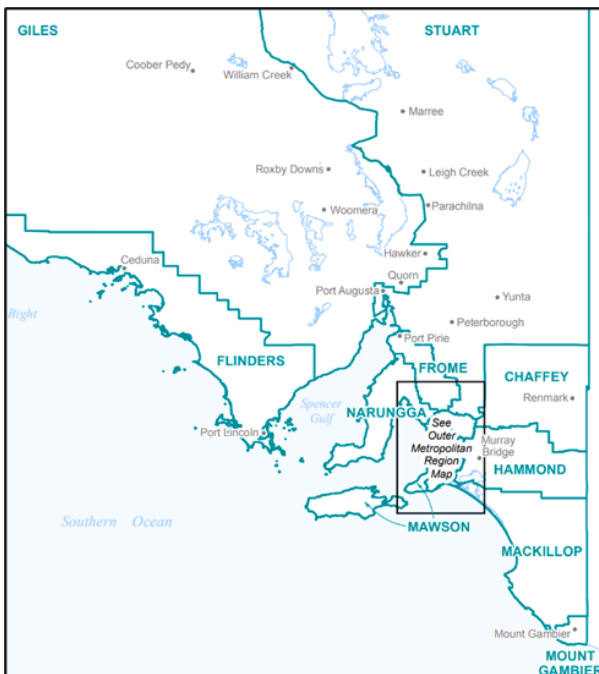 GILES
STUART
Coober Pedy
William Creek
Marree
Roxby Downs
Leigh Creek
Woomera
Parachilna
Hawker
Ceduna
Quorn
Port Augusta
Yunta
Bight
Peterborough
Port Pirie
FLINDERS
FROME
CHAFFEY
Renmark
Spencer
Gulf
NARUNGGA
See
Outer
Metropolitan
Region
Map
Port Lincoln
Murray
Bridge
HAMMOND
Southern Ocean
MAWSON
MACKILLOP
Mount Gambier
MOUNT
GAMBIER